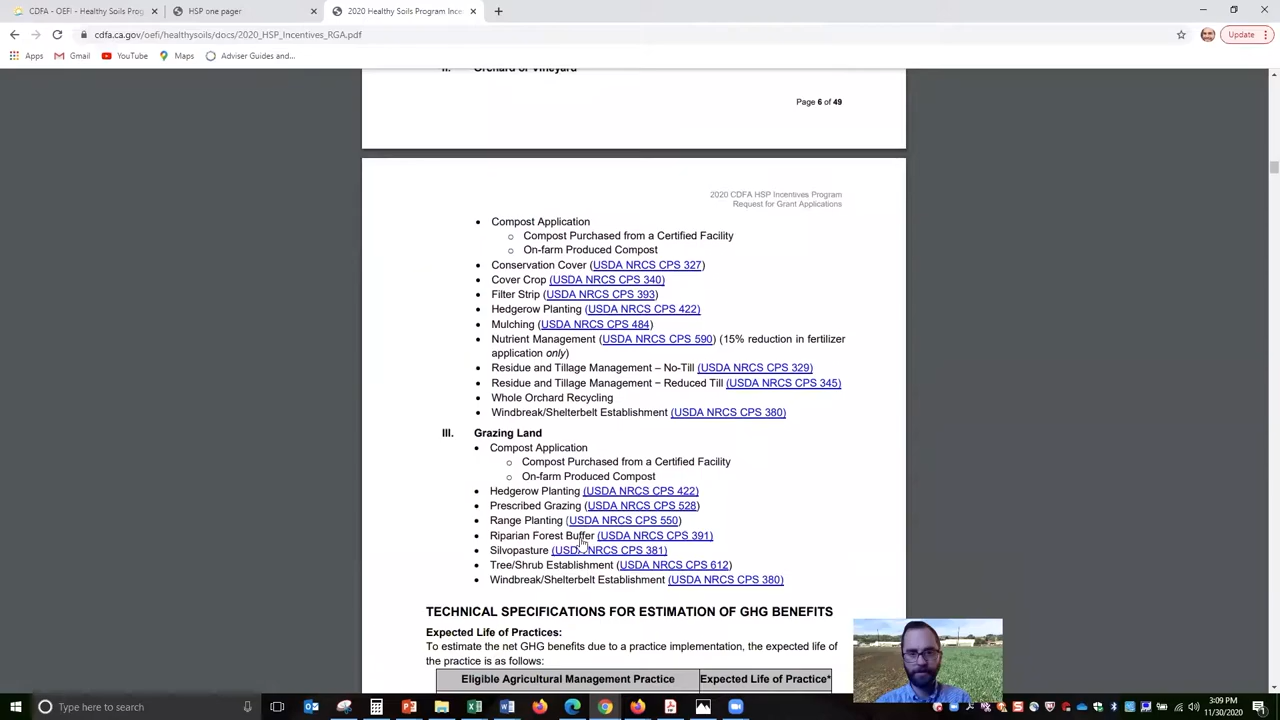 CDFA - OEFI - Healthy Soils Prog
HSP one pager
2020 Healthy Soils Program Ince
cdfa.ca.gov/oefi/healthysoils/docs/2020_HSP_Incentives_RGA.pdf
Update
Apps
Gmail
YouTube
Maps
Adviser Guides and...
II. Orchard or Vineyard
Page 6 of 49
2020 CDFA HSP Incentives Program
Request for Grant Applications
• Compost Application
o Compost Purchased from a Certified Facility
o On-farm Produced Compost
• Conservation Cover (USDA NRCS CPS 327)
• Cover Crop (USDA NRCS CPS 340)
• Filter Strip (USDA NRCS CPS 393)
• Hedgerow Planting (USDA NRCS CPS 422)
• Mulching (USDA NRCS CPS 484)
• Nutrient Management (USDA NRCS CPS 590) (15% reduction in fertilizer
application only)
• Residue and Tillage Management – No-Till (USDA NRCS CPS 329)
• Residue and Tillage Management – Reduced Till (USDA NRCS CPS 345)
• Whole Orchard Recycling
• Windbreak/Shelterbelt Establishment (USDA NRCS CPS 380)
III. Grazing Land
• Compost Application
o Compost Purchased from a Certified Facility
o On-farm Produced Compost
• Hedgerow Planting (USDA NRCS CPS 422)
• Prescribed Grazing (USDA NRCS CPS 528)
• Range Planting (USDA NRCS CPS 550)
• Riparian Forest Buffer (USDA NRCS CPS 391)
• Silvopasture (USDA NRCS CPS 381)
• Tree/Shrub Establishment (USDA NRCS CPS 612)
• Windbreak/Shelterbelt Establishment (USDA NRCS CPS 380)
TECHNICAL SPECIFICATIONS FOR ESTIMATION OF GHG BENEFITS
Expected Life of Practices:
To estimate the net GHG benefits due to a practice implementation, the expected life of
the practice is as follows:
Eligible Agricultural Management Practice Expected Life of Practice*
Type here to search
3:09 PM
11/30/2020